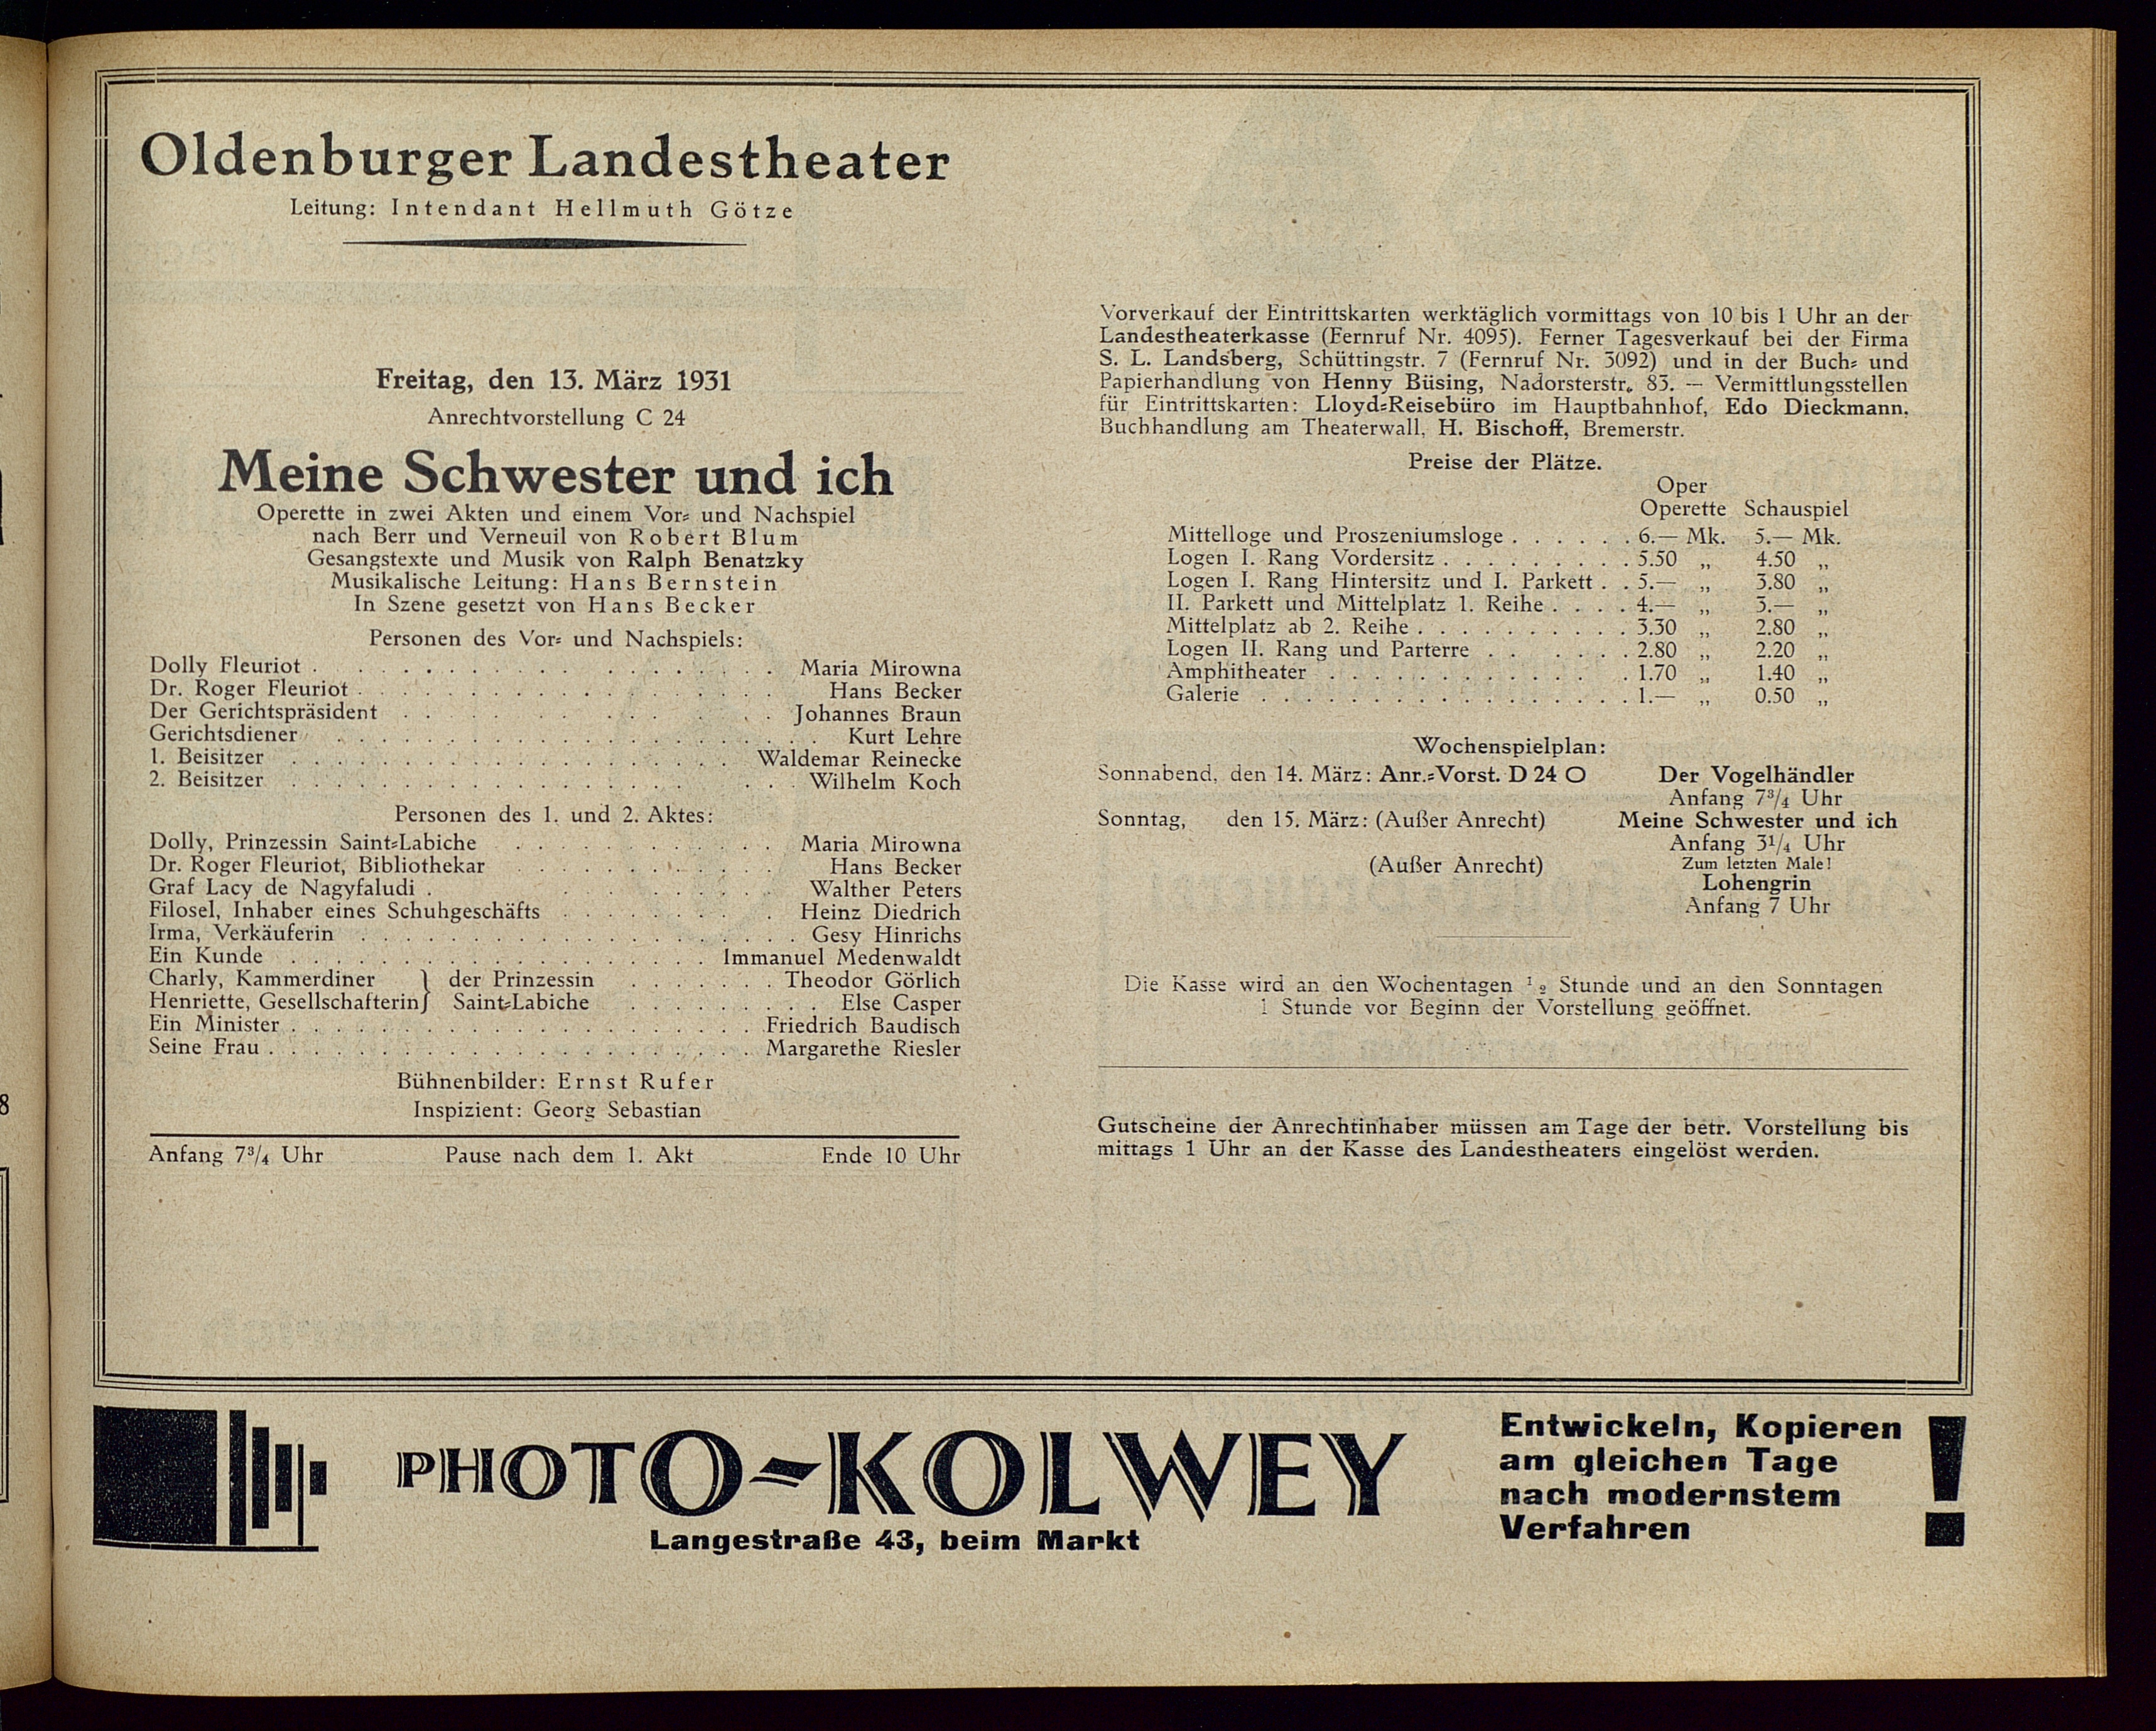 Oldenburger Landestheater
Leitung: Intendant Hellmuth Götze
Freitag, den 13. März 1931
Anrechtvorstellung C 24
Meine Schwester und ich
Operette in zwei Akten und einem Vor- und Nachspiel
nach Berr und Verneuil von Robert Blum
Gesangstexte und Musik von Ralph Benatzky
Musikalische Leitung: Hans Bernstein
In Szene gesetzt von Hans Becker
Personen des Vor- und Nachspiels:
Dolly Fleuriot . . . . . Maria Mirowna
Dr. Roger Fleuriot . . . . . Hans Becker
Der Gerichtspräsident . . . . . Johannes Braun
Gerichtsdiener . . . . . Kurt Lehre
1. Beisitzer . . . . . Waldemar Reinecke
2. Beisitzer . . . . . Wilhelm Koch
Personen des 1. und 2. Aktes:
Dolly, Prinzessin Saint-Labiche . . . . . Maria Mirowna
Dr. Roger Fleuriot, Bibliothekar . . . . . Hans Becker
Graf Lacy de Nagyfaludi . . . . . Walther Peters
Filosel, Inhaber eines Schuhgeschäfts . . . . . Heinz Diedrich
Irma, Verkäuferin . . . . . Gesy Hinrichs
Ein Kunde . . . . . Immanuel Medenwaldt
Charly, Kammerdiner } der Prinzessin . . . . . Theodor Görlich
Henriette, Gesellschafterin } Saint-Labiche . . . . . Else Casper
Ein Minister . . . . . Friedrich Baudisch
Seine Frau . . . . . Margarethe Riesler
Bühnenbilder: Ernst Rufer
Inspizient: Georg Sebastian
Anfang 7¾ Uhr Pause nach dem 1. Akt Ende 10 Uhr
Vorverkauf der Eintrittskarten werktäglich vormittags von 10 bis 1 Uhr an der
Landestheaterkasse (Fernruf Nr. 4095). Ferner Tagesverkauf bei der Firma
S. L. Landsberg, Schüttingstr. 7 (Fernruf Nr. 3092) und in der Buch- und
Papierhandlung von Henny Büsing, Nadorsterstr. 83. — Vermittlungsstellen
für Eintrittskarten: Lloyd-Reisebüro im Hauptbahnhof, Edo Dieckmann,
Buchhandlung am Theaterwall, H. Bischoff, Bremerstr.
Preise der Plätze.
Oper
Operette Schauspiel
Mittelloge und Proszeniumsloge . . . . . 6.— Mk. 5.— Mk.
Logen I. Rang Vordersitz . . . . . 5.50 „ 4.50 „
Logen I. Rang Hintersitz und I. Parkett . . 5.— „ 3.80 „
II. Parkett und Mittelplatz 1. Reihe . . . . 4.— „ 3.— „
Mittelplatz ab 2. Reihe . . . . . 3.30 „ 2.80 „
Logen II. Rang und Parterre . . . . . 2.80 „ 2.20 „
Amphitheater . . . . . 1.70 „ 1.40 „
Galerie . . . . . 1.— „ 0.50 „
Wochenspielplan:
Sonnabend, den 14. März: Anr.-Vorst. D 24 O Der Vogelhändler
Anfang 7¾ Uhr
Sonntag, den 15. März: (Außer Anrecht) Meine Schwester und ich
Anfang 3¼ Uhr
(Außer Anrecht) Zum letzten Male!
Lohengrin
Anfang 7 Uhr
Die Kasse wird an den Wochentagen ½ Stunde und an den Sonntagen
1 Stunde vor Beginn der Vorstellung geöffnet.
Gutscheine der Anrechtinhaber müssen am Tage der betr. Vorstellung bis
mittags 1 Uhr an der Kasse des Landestheaters eingelöst werden.
8
PHOTO-KOLWEY
Langestraße 43, beim Markt
Entwickeln, Kopieren
am gleichen Tage
nach modernstem
Verfahren !